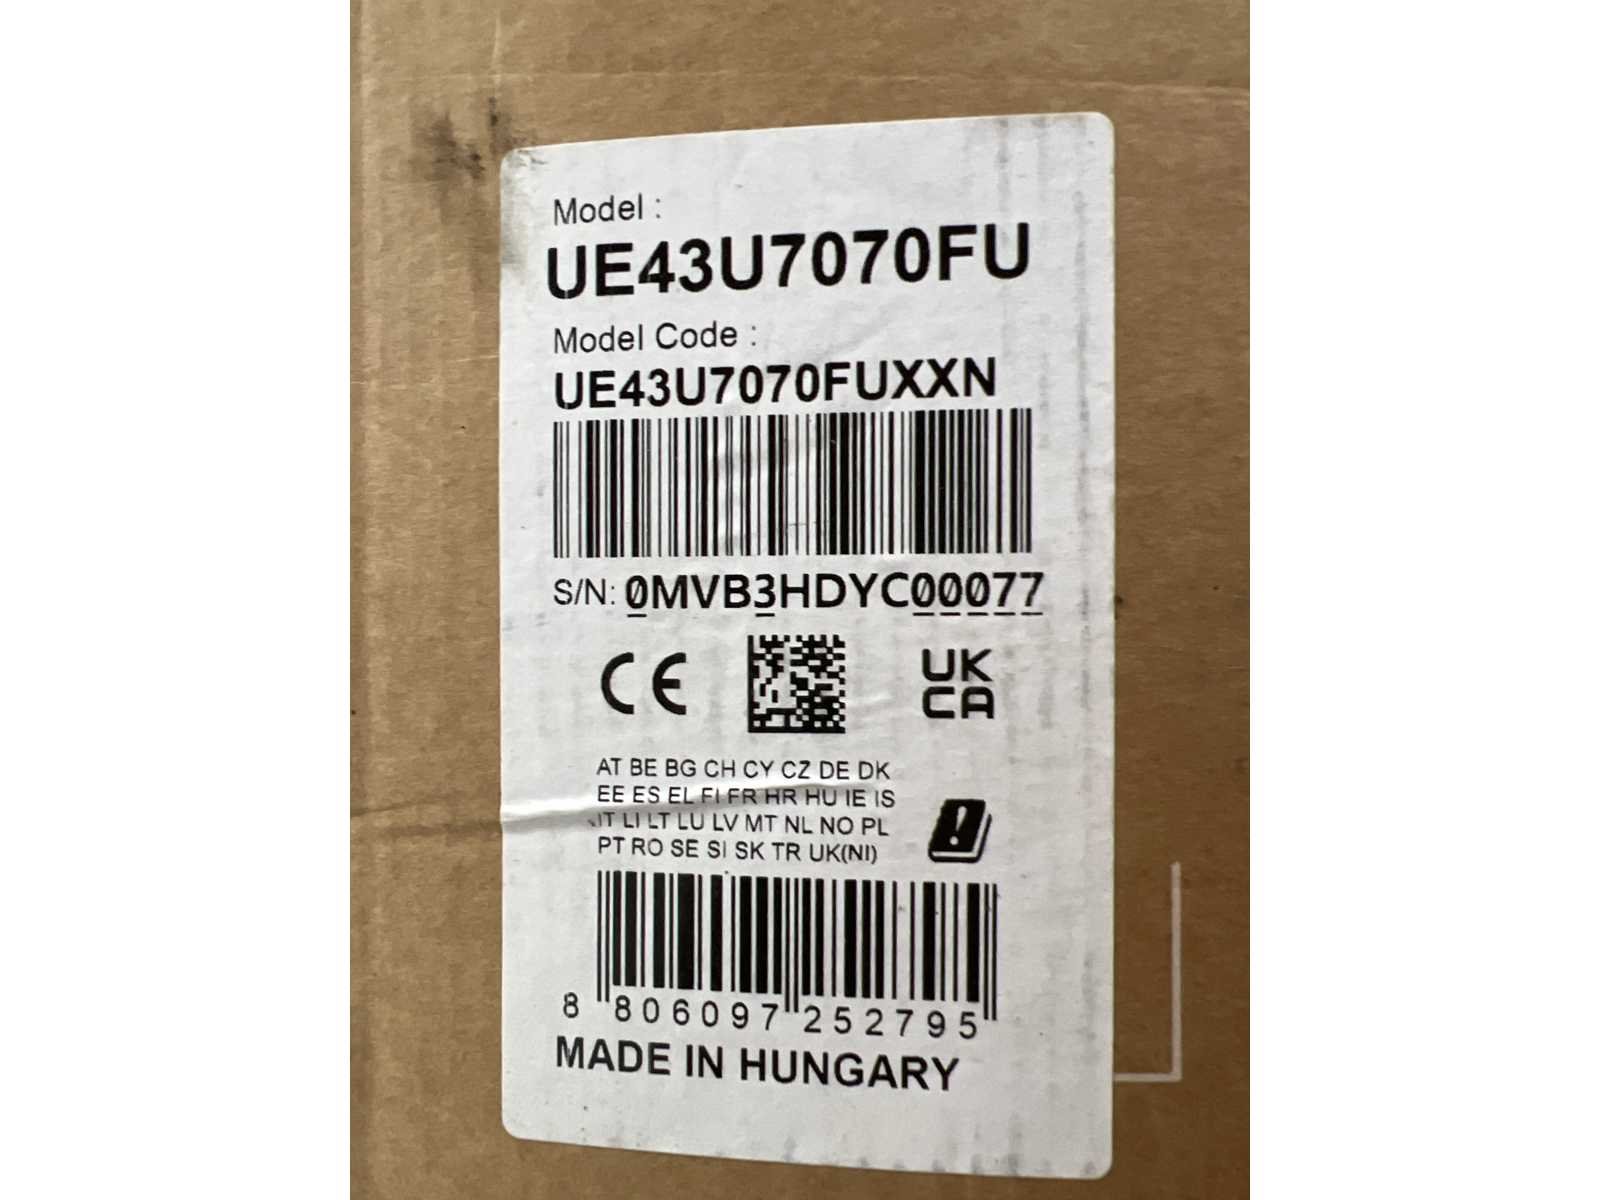 Model :
UE43U7070FU
Model Code :
UE43U7070FUXXN
S/N: 0MVB3HDYC00077
CE
UK
CA
AT BE BG CH CY CZ DE DK
EE ES EL FI FR HR HU IE IS
IT LI LT LU LV MT NL NO PL
PT RO SE SI SK TR UK(NI)
8 806097 252795
MADE IN HUNGARY